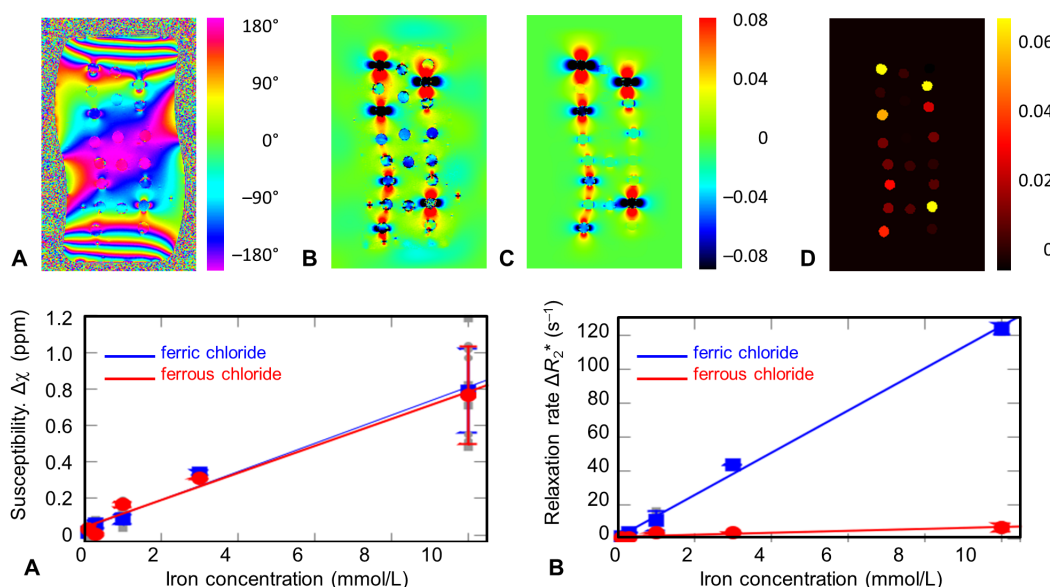 180°
90°
0°
−90°
−180°
A
B
C
0.08
0.04
0
−0.04
−0.08
D
0.06
0.04
0.02
0
1.2
1.0
0.8
0.6
0.4
0.2
0
Susceptibility. Δχ (ppm)
ferric chloride
ferrous chloride
0 2 4 6 8 10
Iron concentration (mmol/L)
A
120
100
80
60
40
20
0
Relaxation rate ΔR₂* (s⁻¹)
ferric chloride
ferrous chloride
0 2 4 6 8 10
Iron concentration (mmol/L)
B